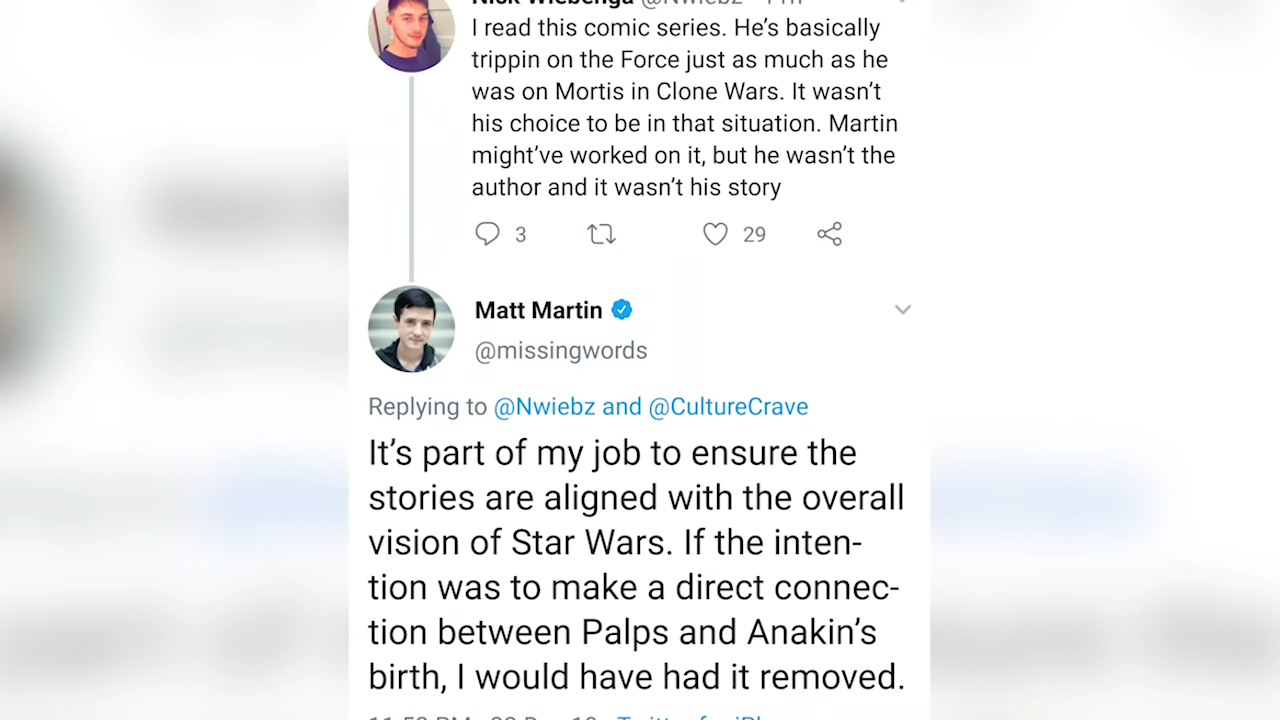 I read this comic series. He's basically
trippin on the Force just as much as he
was on Mortis in Clone Wars. It wasn't
his choice to be in that situation. Martin
might've worked on it, but he wasn't the
author and it wasn't his story
3
29
Matt Martin
@missingwords
Replying to @Nwiebz and @CultureCrave
It's part of my job to ensure the
stories are aligned with the overall
vision of Star Wars. If the inten-
tion was to make a direct connec-
tion between Palps and Anakin's
birth, I would have had it removed.